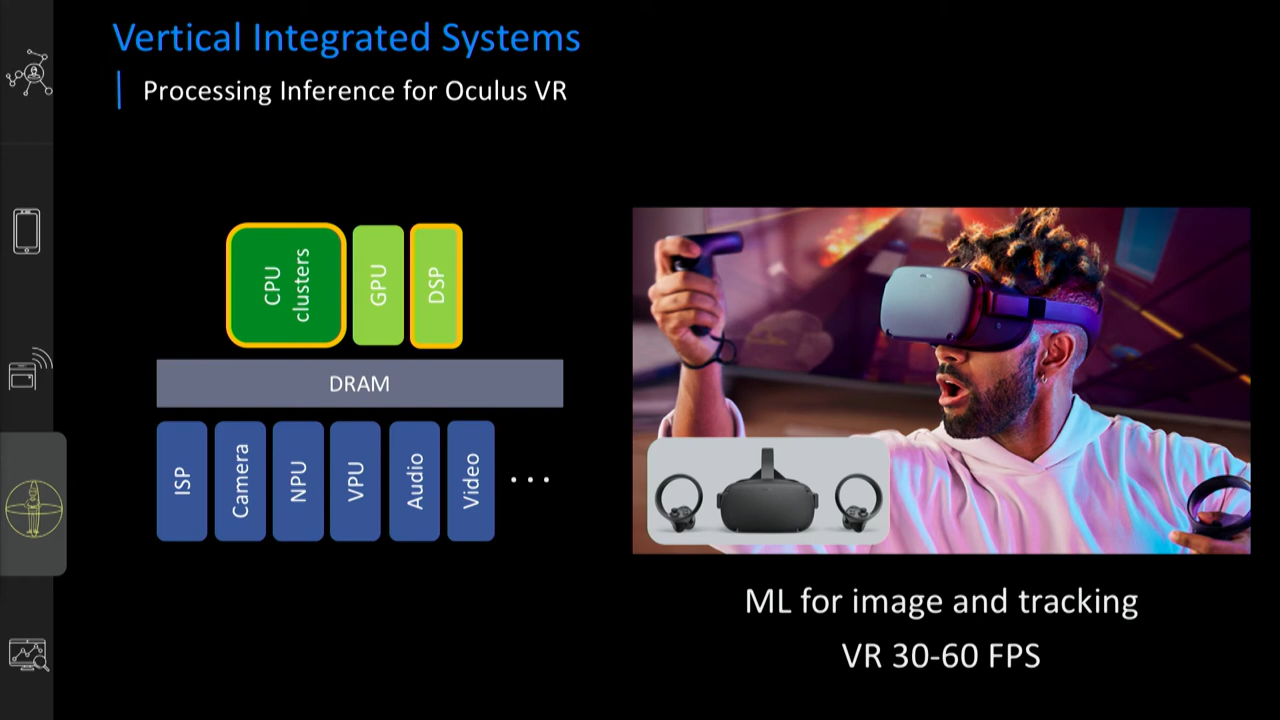 Vertical Integrated Systems
Processing Inference for Oculus VR
CPU
clusters
GPU
DSP
DRAM
ISP
Camera
NPU
VPU
Audio
Video
...
ML for image and tracking
VR 30-60 FPS